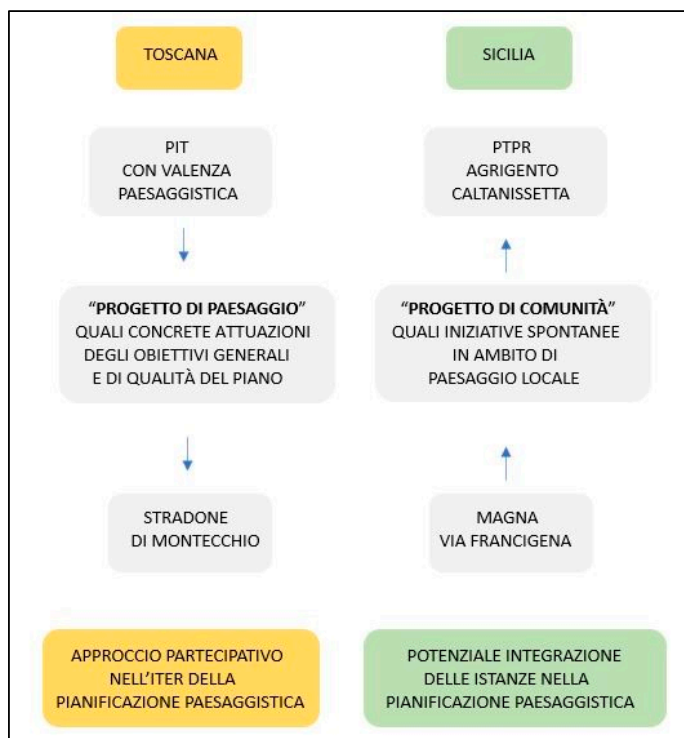 TOSCANA
PIT
CON VALENZA
PAESAGGISTICA
“PROGETTO DI PAESAGGIO”
QUALI CONCRETE ATTUAZIONI
DEGLI OBIETTIVI GENERALI
E DI QUALITÀ DEL PIANO
STRADONE
DI MONTECCHIO
APPROCCIO PARTECIPATIVO
NELL’ITER DELLA
PIANIFICAZIONE PAESAGGISTICA
SICILIA
PTPR
AGRIGENTO
CALTANISSETTA
“PROGETTO DI COMUNITÀ”
QUALI INIZIATIVE SPONTANEE
IN AMBITO DI
PAESAGGIO LOCALE
MAGNA
VIA FRANCIGENA
POTENZIALE INTEGRAZIONE
DELLE ISTANZE NELLA
PIANIFICAZIONE PAESAGGISTICA